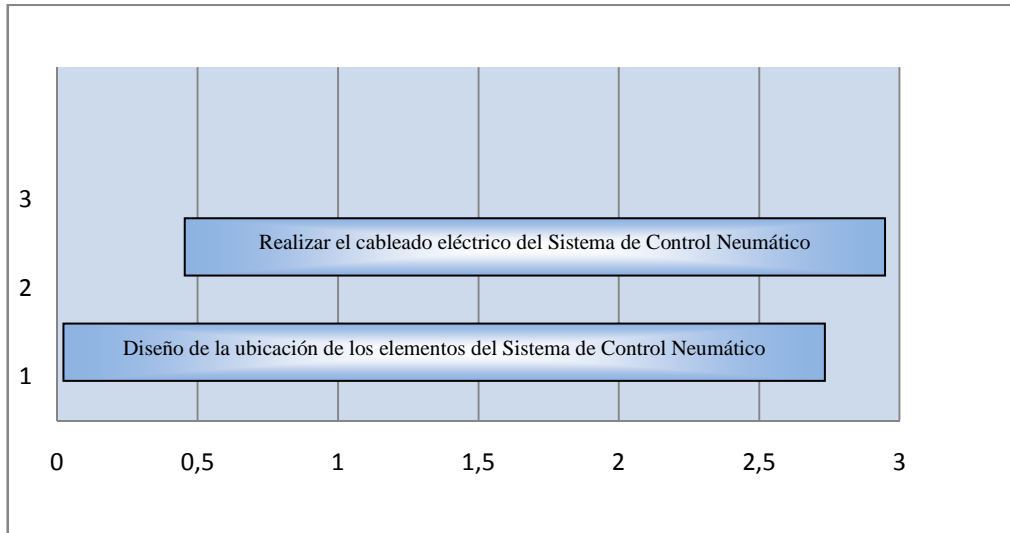 3
Realizar el cableado eléctrico del Sistema de Control Neumático
2
Diseño de la ubicación de los elementos del Sistema de Control Neumático
1
0 0,5 1 1,5 2 2,5 3